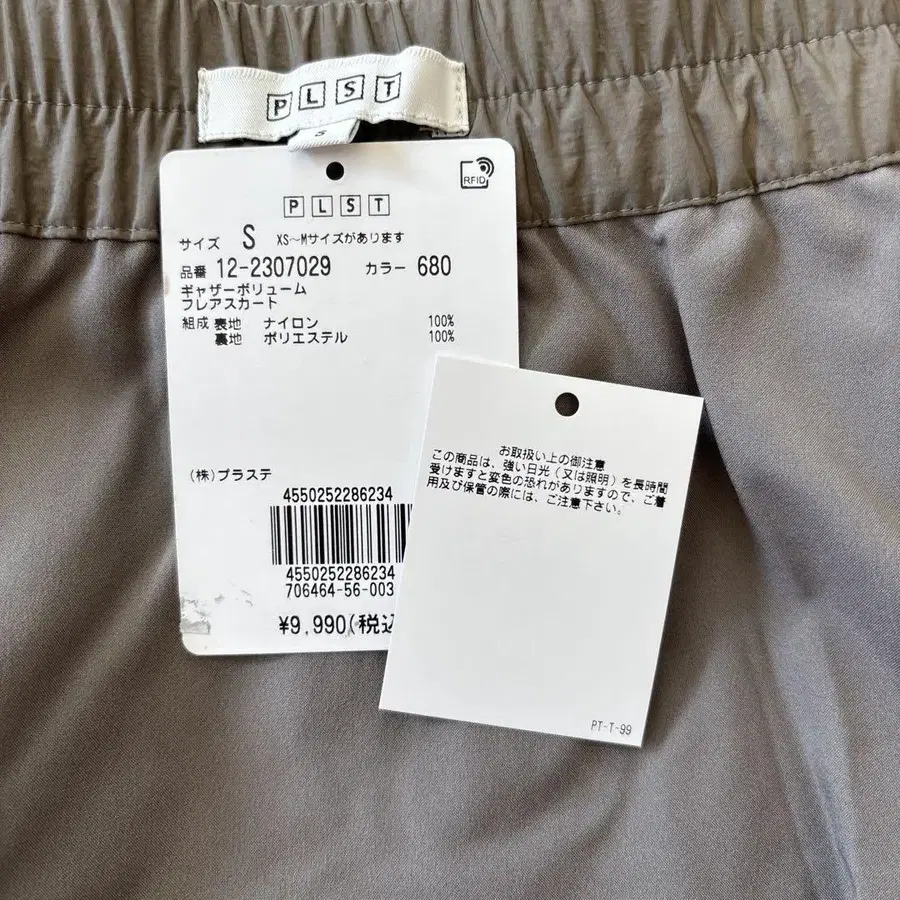 PLST
S
RFID
PLST
サイズ S XS~Mサイズがあります
品番 12-2307029 カラー 680
ギャザーボリューム
フレアスカート
組成 表地 ナイロン 100%
裏地 ポリエステル 100%
(株)プラステ
4550252286234
4550252286234
706464-56-003
¥9,990(税込
お取扱い上の御注意
この商品は、強い日光(又は照明)を長時間
受けますと変色の恐れがありますので、ご着
用及び保管の際には、ご注意下さい。
PT-T-99